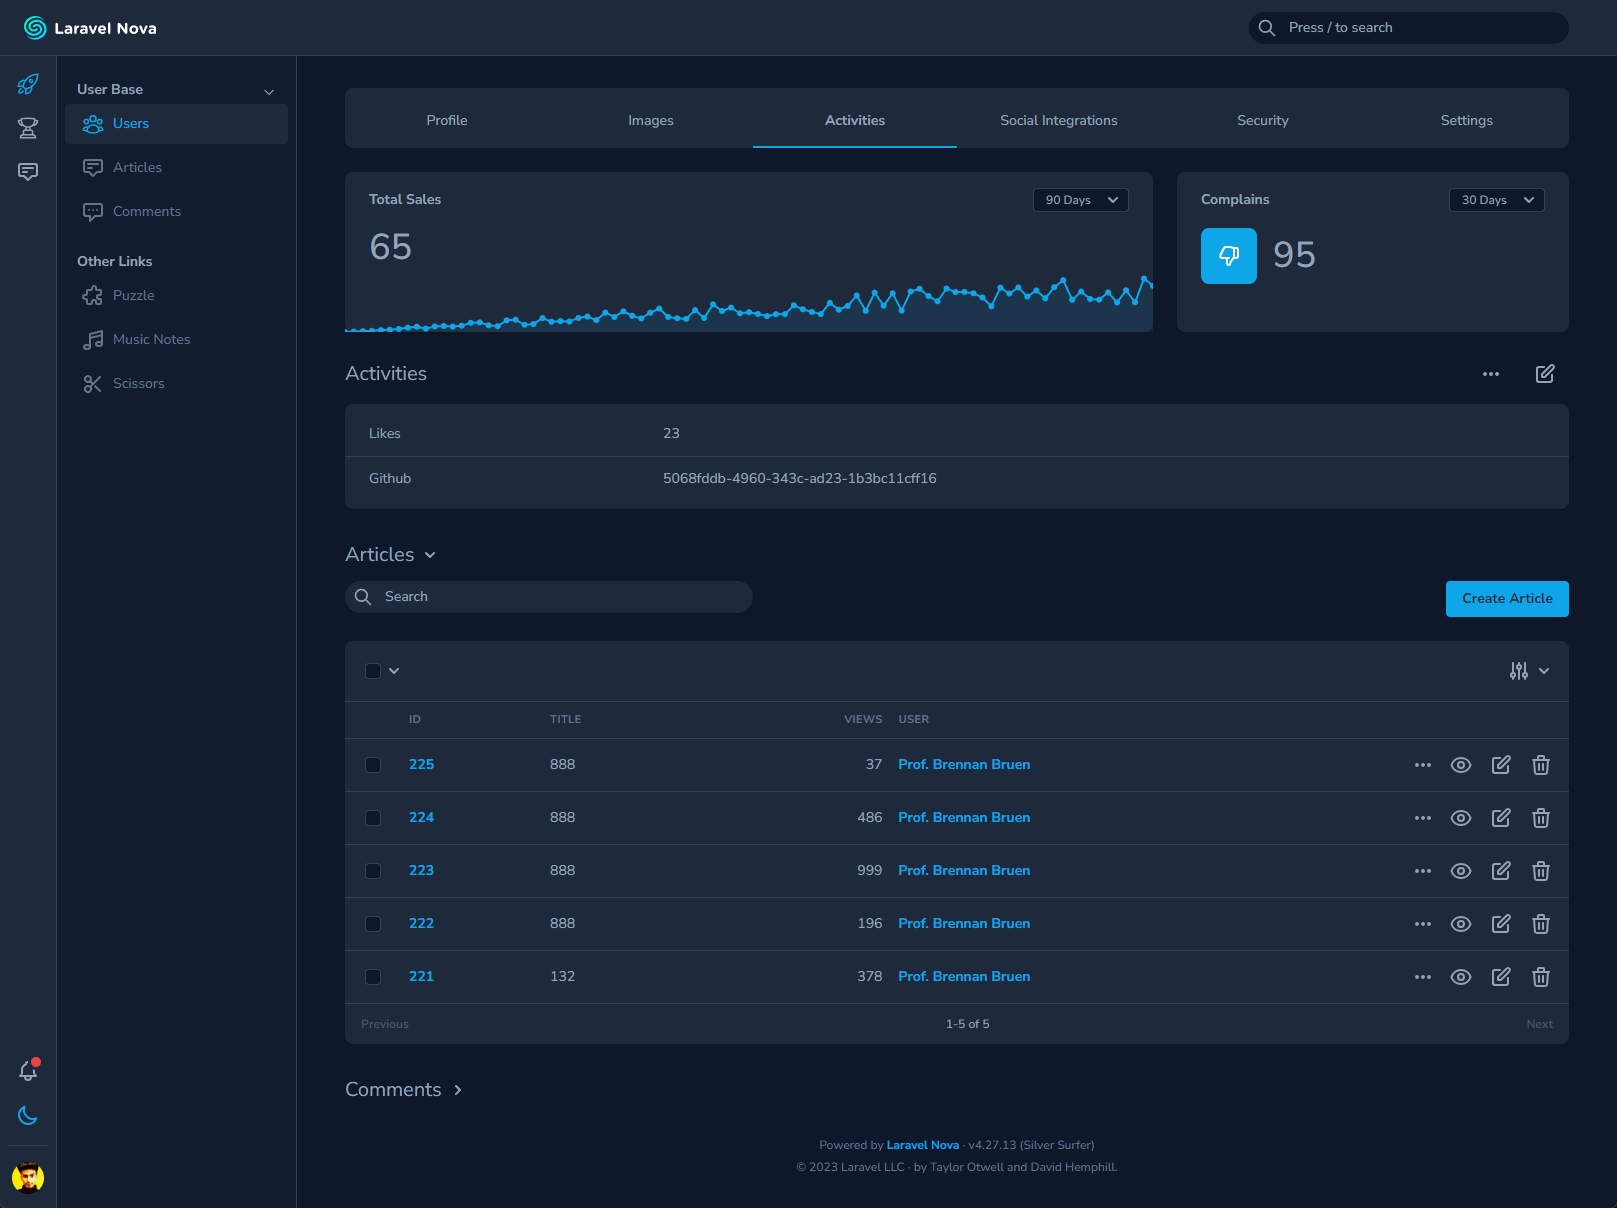 Laravel Nova
Press / to search
User Base
Users
Articles
Comments
Other Links
Puzzle
Music Notes
Scissors
Profile Images Activities Social Integrations Security Settings
Total Sales 90 Days
65
Complains 30 Days
95
Activities
Likes 23
Github 5068fddb-4960-343c-ad23-1b3bc11cff16
Articles
Search
Create Article
ID TITLE VIEWS USER
225 888 37 Prof. Brennan Bruen
224 888 486 Prof. Brennan Bruen
223 888 999 Prof. Brennan Bruen
222 888 196 Prof. Brennan Bruen
221 132 378 Prof. Brennan Bruen
Previous 1-5 of 5 Next
Comments
Powered by Laravel Nova · v4.27.13 (Silver Surfer)
© 2023 Laravel LLC · by Taylor Otwell and David Hemphill.